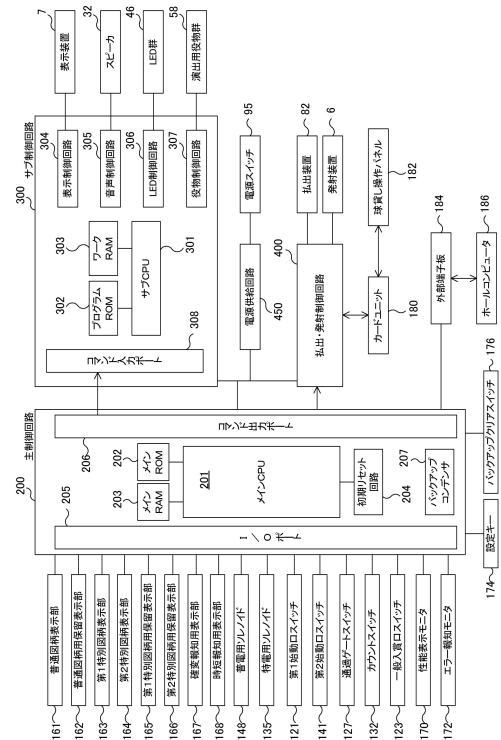 161 普通図柄表示部
162 普通図柄用保留表示部
163 第1特別図柄表示部
164 第2特別図柄表示部
165 第1特別図柄用保留表示部
166 第2特別図柄用保留表示部
167 確変報知用表示部
168 時短報知用表示部
148 普電用ソレノイド
135 特電用ソレノイド
121 第1始動口スイッチ
141 第2始動口スイッチ
127 通過ゲートスイッチ
132 カウントスイッチ
123 一般入賞口スイッチ
170 性能表示モニタ
172 エラー報知モニタ
200
主制御回路
205
I/Oポート
203
メイン
RAM
202
メイン
ROM
201
メインCPU
初期リセット
回路
204
207
バックアップ
コンデンサ
206
コマンド出力ポート
174
設定キー
バックアップクリアスイッチ
176
300
サブ制御回路
コマンド入力ポート
308
302
プログラム
ROM
303
ワーク
RAM
サブCPU
301
304
表示制御回路
305
音声制御回路
306
LED制御回路
307
役物制御回路
表示装置
7
スピーカ
32
LED群
46
演出用役物群
58
電源供給回路
450
電源スイッチ
95
400
払出・発射制御回路
払出装置
82
発射装置
6
カードユニット
180
球貸し操作パネル
182
外部端子板
184
ホールコンピュータ
186